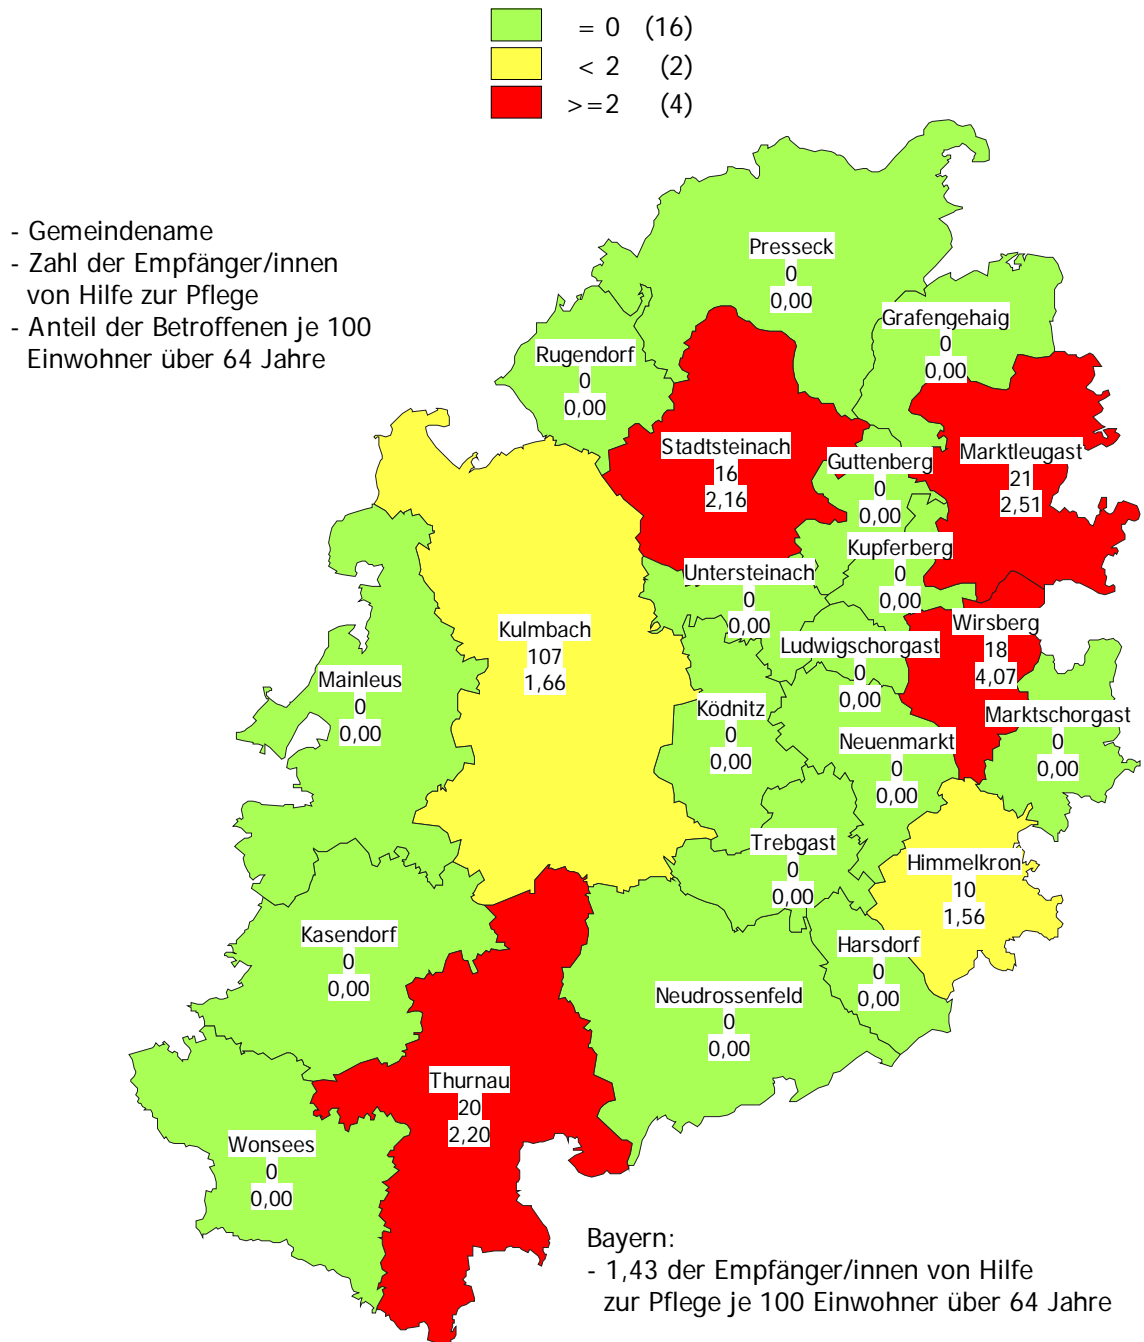 = 0 (16)
< 2 (2)
>=2 (4)
- Gemeindename
- Zahl der Empfänger/innen
von Hilfe zur Pflege
- Anteil der Betroffenen je 100
Einwohner über 64 Jahre
Presseck
0
0,00
Grafengehaig
0
0,00
Rugendorf
0
0,00
Stadtsteinach
16
2,16
Guttenberg
0
0,00
Marktleugast
21
2,51
Kupferberg
0
0,00
Untersteinach
0
0,00
Kulmbach
107
1,66
Ludwigschorgast
0
0,00
Wirsberg
18
4,07
Mainleus
0
0,00
Ködnitz
0
0,00
Marktschorgast
0
0,00
Neuenmarkt
0
0,00
Trebgast
0
0,00
Himmelkron
10
1,56
Kasendorf
0
0,00
Harsdorf
0
0,00
Neudrossenfeld
0
0,00
Thurnau
20
2,20
Wonsees
0
0,00
Bayern:
- 1,43 der Empfänger/innen von Hilfe
zur Pflege je 100 Einwohner über 64 Jahre